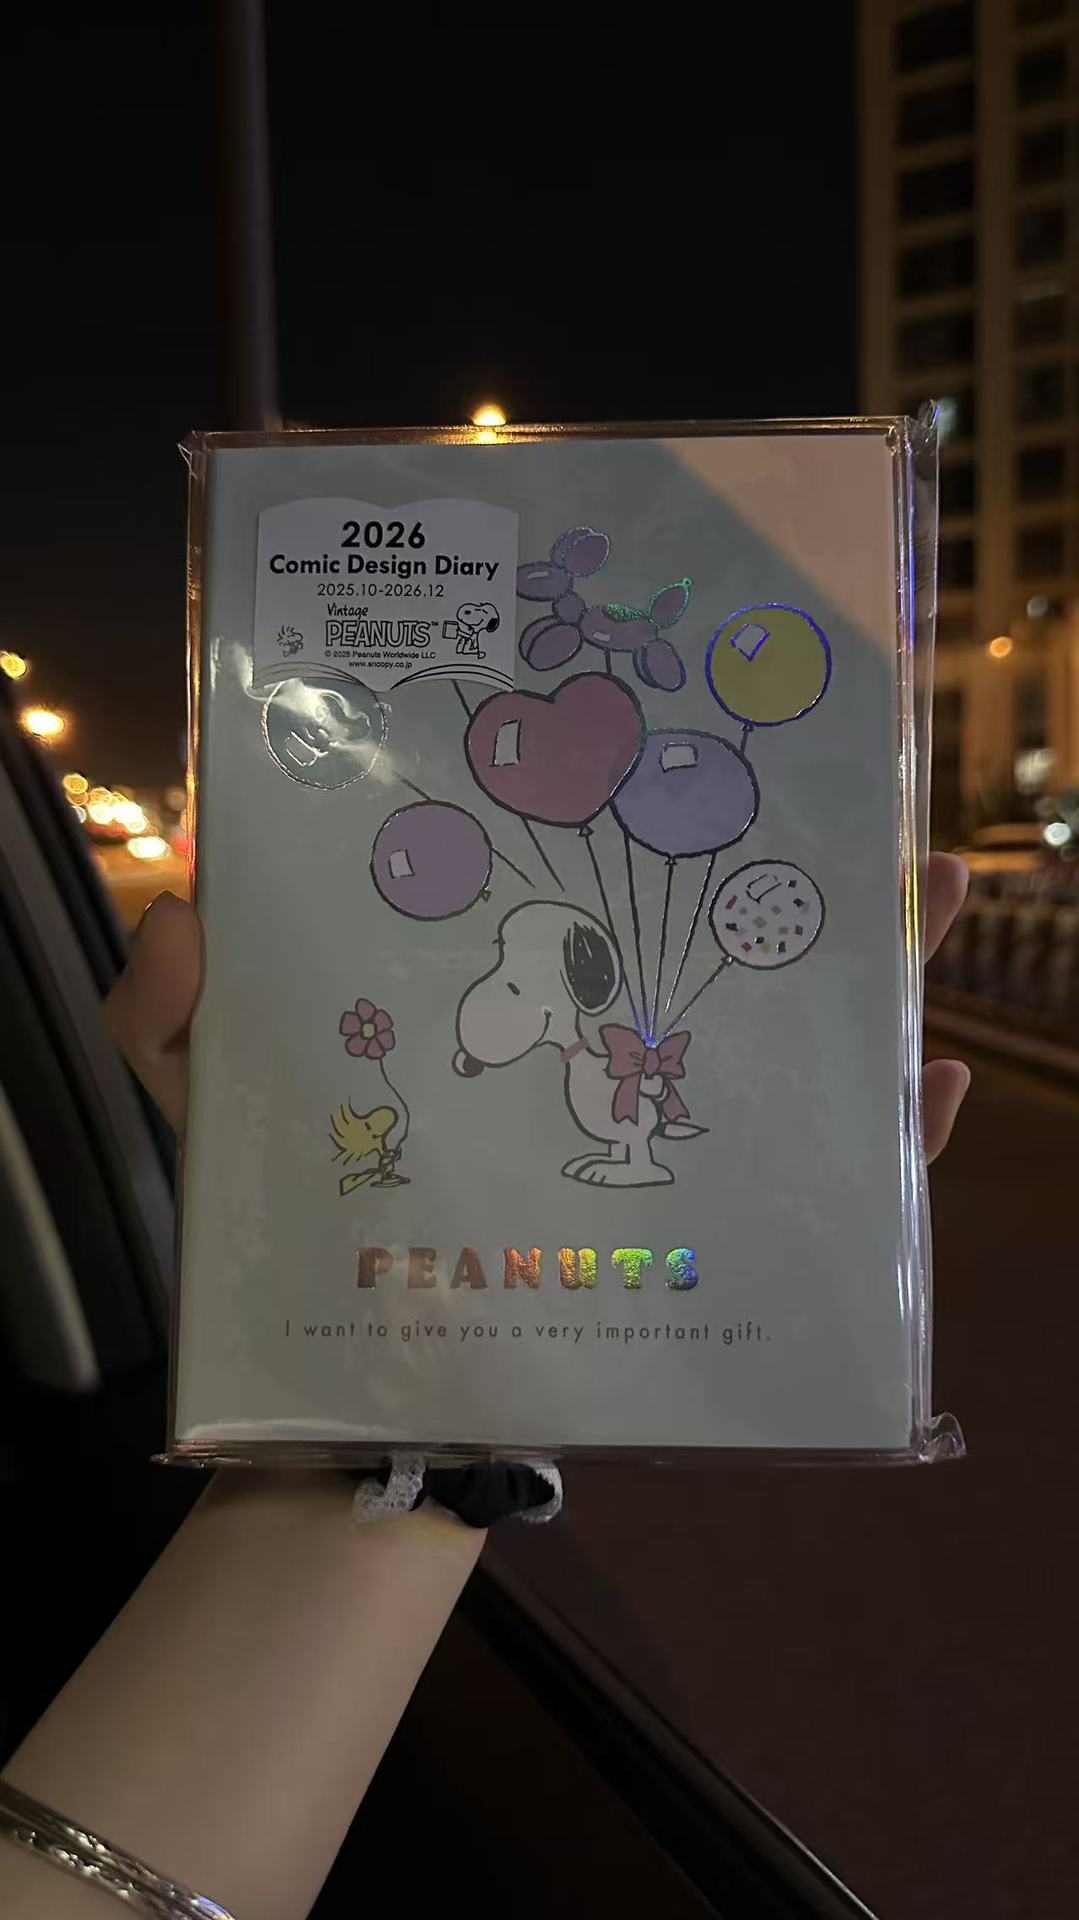 2026
Comic Design Diary
2025.10-2026.12
Vintage
PEANUTS™
© 2025 Peanuts Worldwide LLC
www.snoopy.co.jp
PEANUTS
I want to give you a very important gift.